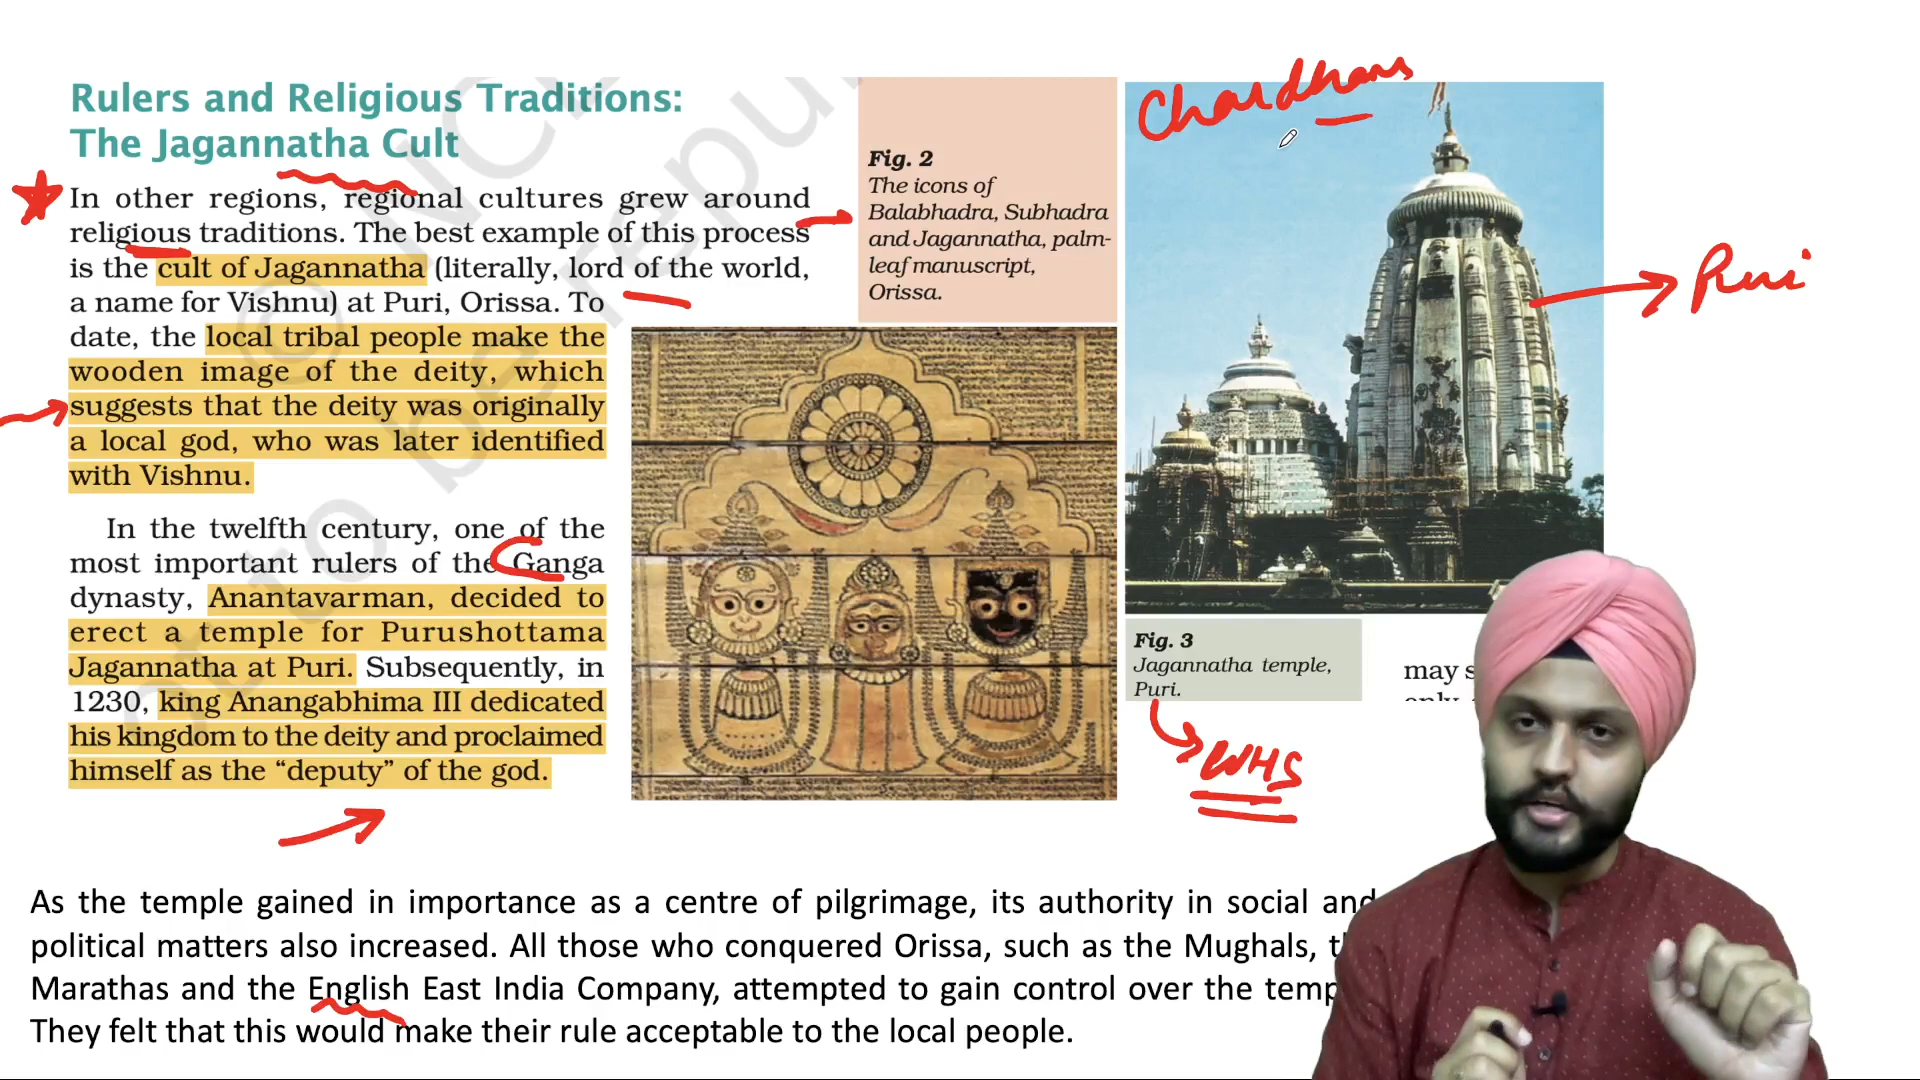 Rulers and Religious Traditions:
The Jagannatha Cult
In other regions, regional cultures grew around
religious traditions. The best example of this process
is the cult of Jagannatha (literally, lord of the world,
a name for Vishnu) at Puri, Orissa. To
date, the local tribal people make the
wooden image of the deity, which
suggests that the deity was originally
a local god, who was later identified
with Vishnu.
In the twelfth century, one of the
most important rulers of the Ganga
dynasty, Anantavarman, decided to
erect a temple for Purushottama
Jagannatha at Puri. Subsequently, in
1230, king Anangabhima III dedicated
his kingdom to the deity and proclaimed
himself as the “deputy” of the god.
Fig. 2
The icons of
Balabhadra, Subhadra
and Jagannatha, palm-
leaf manuscript,
Orissa.
Chardham
Puri
Fig. 3
Jagannatha temple,
Puri.
WHS
may s
As the temple gained in importance as a centre of pilgrimage, its authority in social and
political matters also increased. All those who conquered Orissa, such as the Mughals, t
Marathas and the English East India Company, attempted to gain control over the temp
They felt that this would make their rule acceptable to the local people.